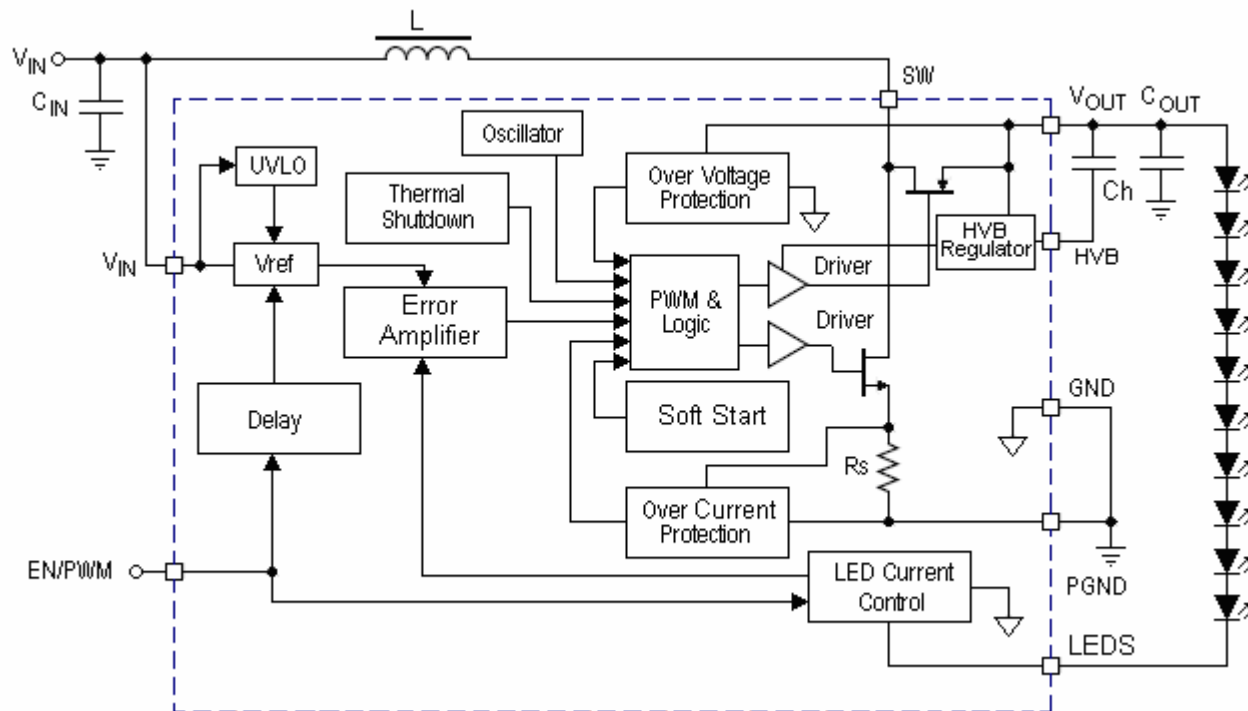 L
VIN
CIN
SW
VOUT
COUT
Oscillator
UVLO
Over Voltage
Protection
Thermal
Shutdown
Ch
HVB
Regulator
HVB
VIN
Vref
Driver
Error
Amplifier
PWM &
Logic
Driver
Delay
Soft Start
GND
Rs
Over Current
Protection
EN/PWM
LED Current
Control
PGND
LEDS